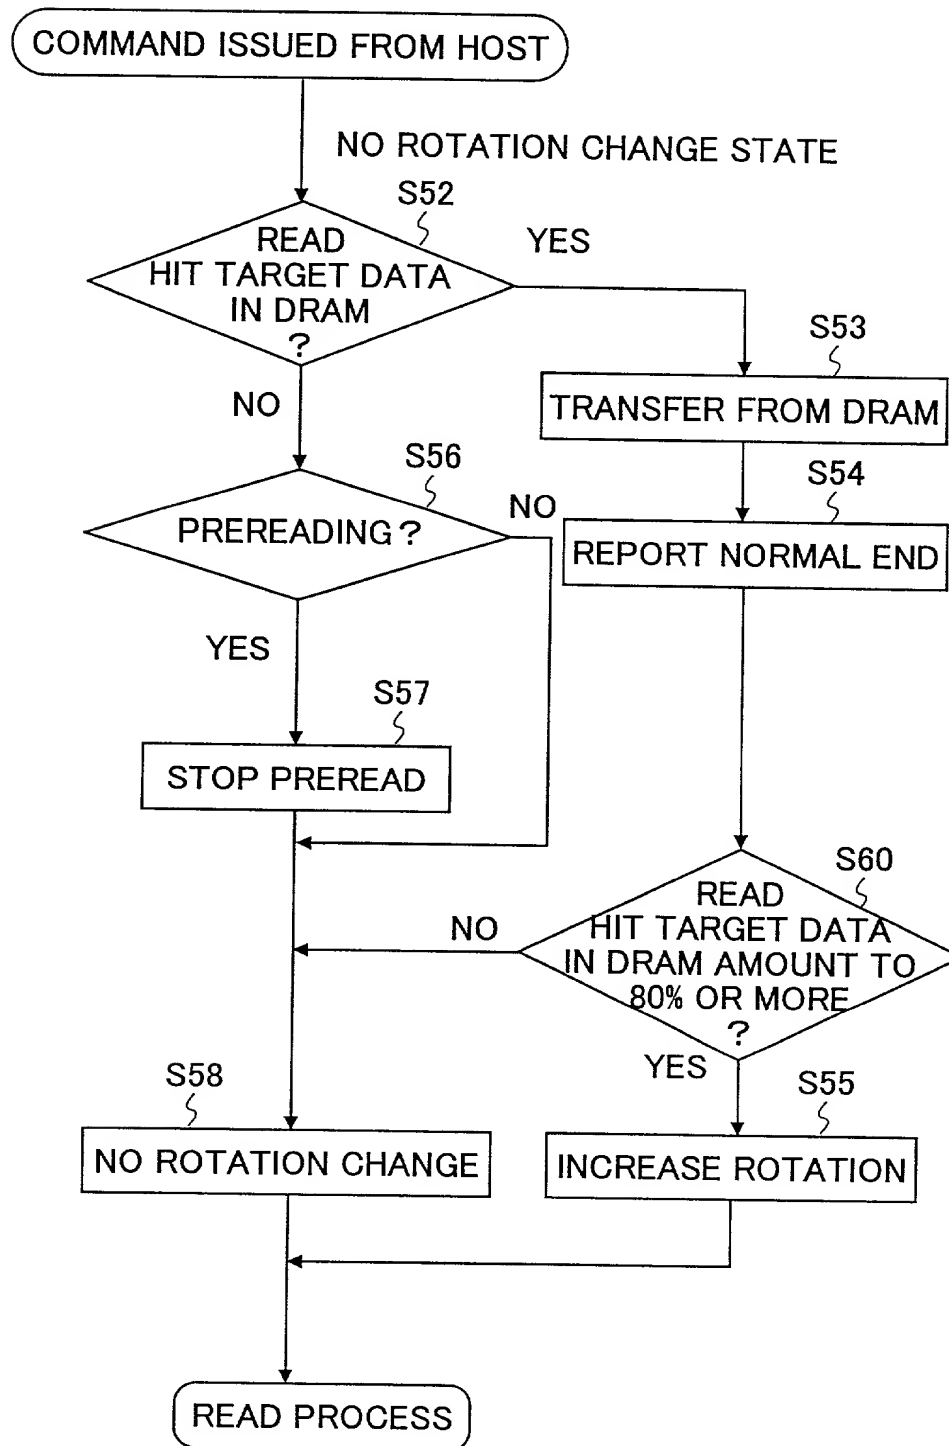 COMMAND ISSUED FROM HOST
NO ROTATION CHANGE STATE
S52
READ
HIT TARGET DATA
IN DRAM
?
YES
NO
S53
TRANSFER FROM DRAM
S54
REPORT NORMAL END
S56
PREREADING?
NO
YES
S57
STOP PREREAD
S60
READ
HIT TARGET DATA
IN DRAM AMOUNT TO
80% OR MORE
?
NO
YES
S58
NO ROTATION CHANGE
S55
INCREASE ROTATION
READ PROCESS